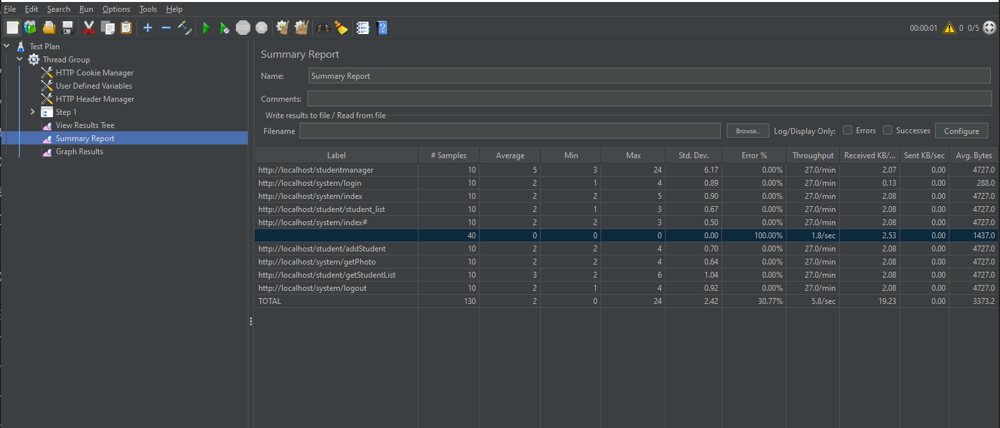 File Edit Search Run Options Tools Help
STOP 00:00:01 0 0/5
Test Plan
Thread Group
HTTP Cookie Manager
User Defined Variables
HTTP Header Manager
Step 1
View Results Tree
Summary Report
Graph Results
Summary Report
Name: Summary Report
Comments:
Write results to file / Read from file
Filename Browse... Log/Display Only: Errors Successes Configure
Label # Samples Average Min Max Std. Dev. Error % Throughput Received KB/... Sent KB/sec Avg. Bytes
http://localhost/studentmanager 10 5 3 24 6.17 0.00% 27.0/min 2.07 0.00 4727.0
http://localhost/system/login 10 2 1 4 0.89 0.00% 27.0/min 0.13 0.00 288.0
http://localhost/system/index 10 2 2 5 0.90 0.00% 27.0/min 2.08 0.00 4727.0
http://localhost/student/student_list 10 2 1 3 0.67 0.00% 27.0/min 2.08 0.00 4727.0
http://localhost/system/index# 10 2 2 3 0.50 0.00% 27.0/min 2.08 0.00 4727.0
40 0 0 0 0.00 100.00% 1.8/sec 2.53 0.00 1437.0
http://localhost/student/addStudent 10 2 2 4 0.70 0.00% 27.0/min 2.08 0.00 4727.0
http://localhost/system/getPhoto 10 2 2 4 0.64 0.00% 27.0/min 2.08 0.00 4727.0
http://localhost/student/getStudentList 10 3 2 6 1.04 0.00% 27.0/min 2.08 0.00 4727.0
http://localhost/system/logout 10 2 1 4 0.92 0.00% 27.0/min 2.08 0.00 4727.0
TOTAL 130 2 0 24 2.42 30.77% 5.8/sec 19.23 0.00 3373.2